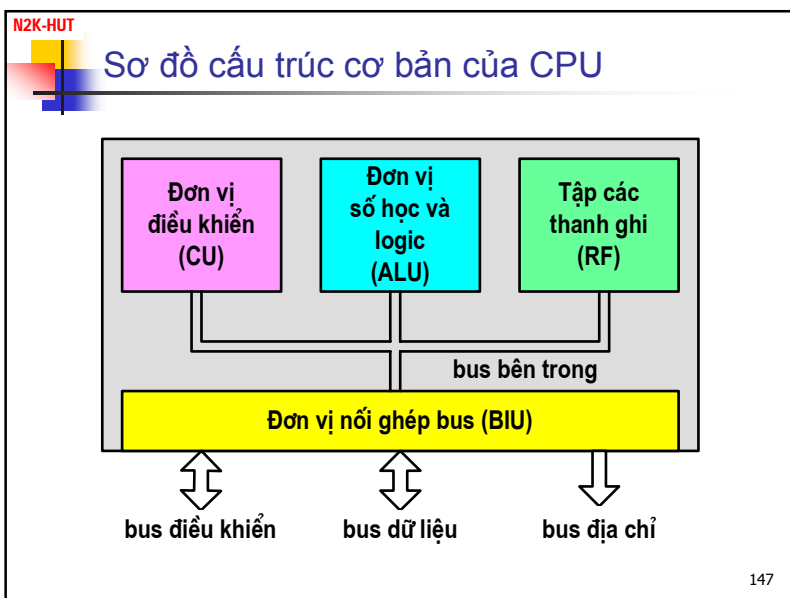 N2K-HUT
Sơ đồ cấu trúc cơ bản của CPU
Đơn vị
điều khiển
(CU)
Đơn vị
số học và
logic
(ALU)
Tập các
thanh ghi
(RF)
bus bên trong
Đơn vị nối ghép bus (BIU)
bus điều khiển
bus dữ liệu
bus địa chỉ
147